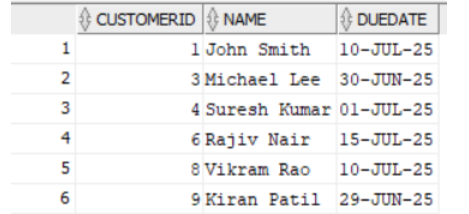 CUSTOMERID NAME DUEDATE
1 1 John Smith 10-JUL-25
2 3 Michael Lee 30-JUN-25
3 4 Suresh Kumar 01-JUL-25
4 6 Rajiv Nair 15-JUL-25
5 8 Vikram Rao 10-JUL-25
6 9 Kiran Patil 29-JUN-25